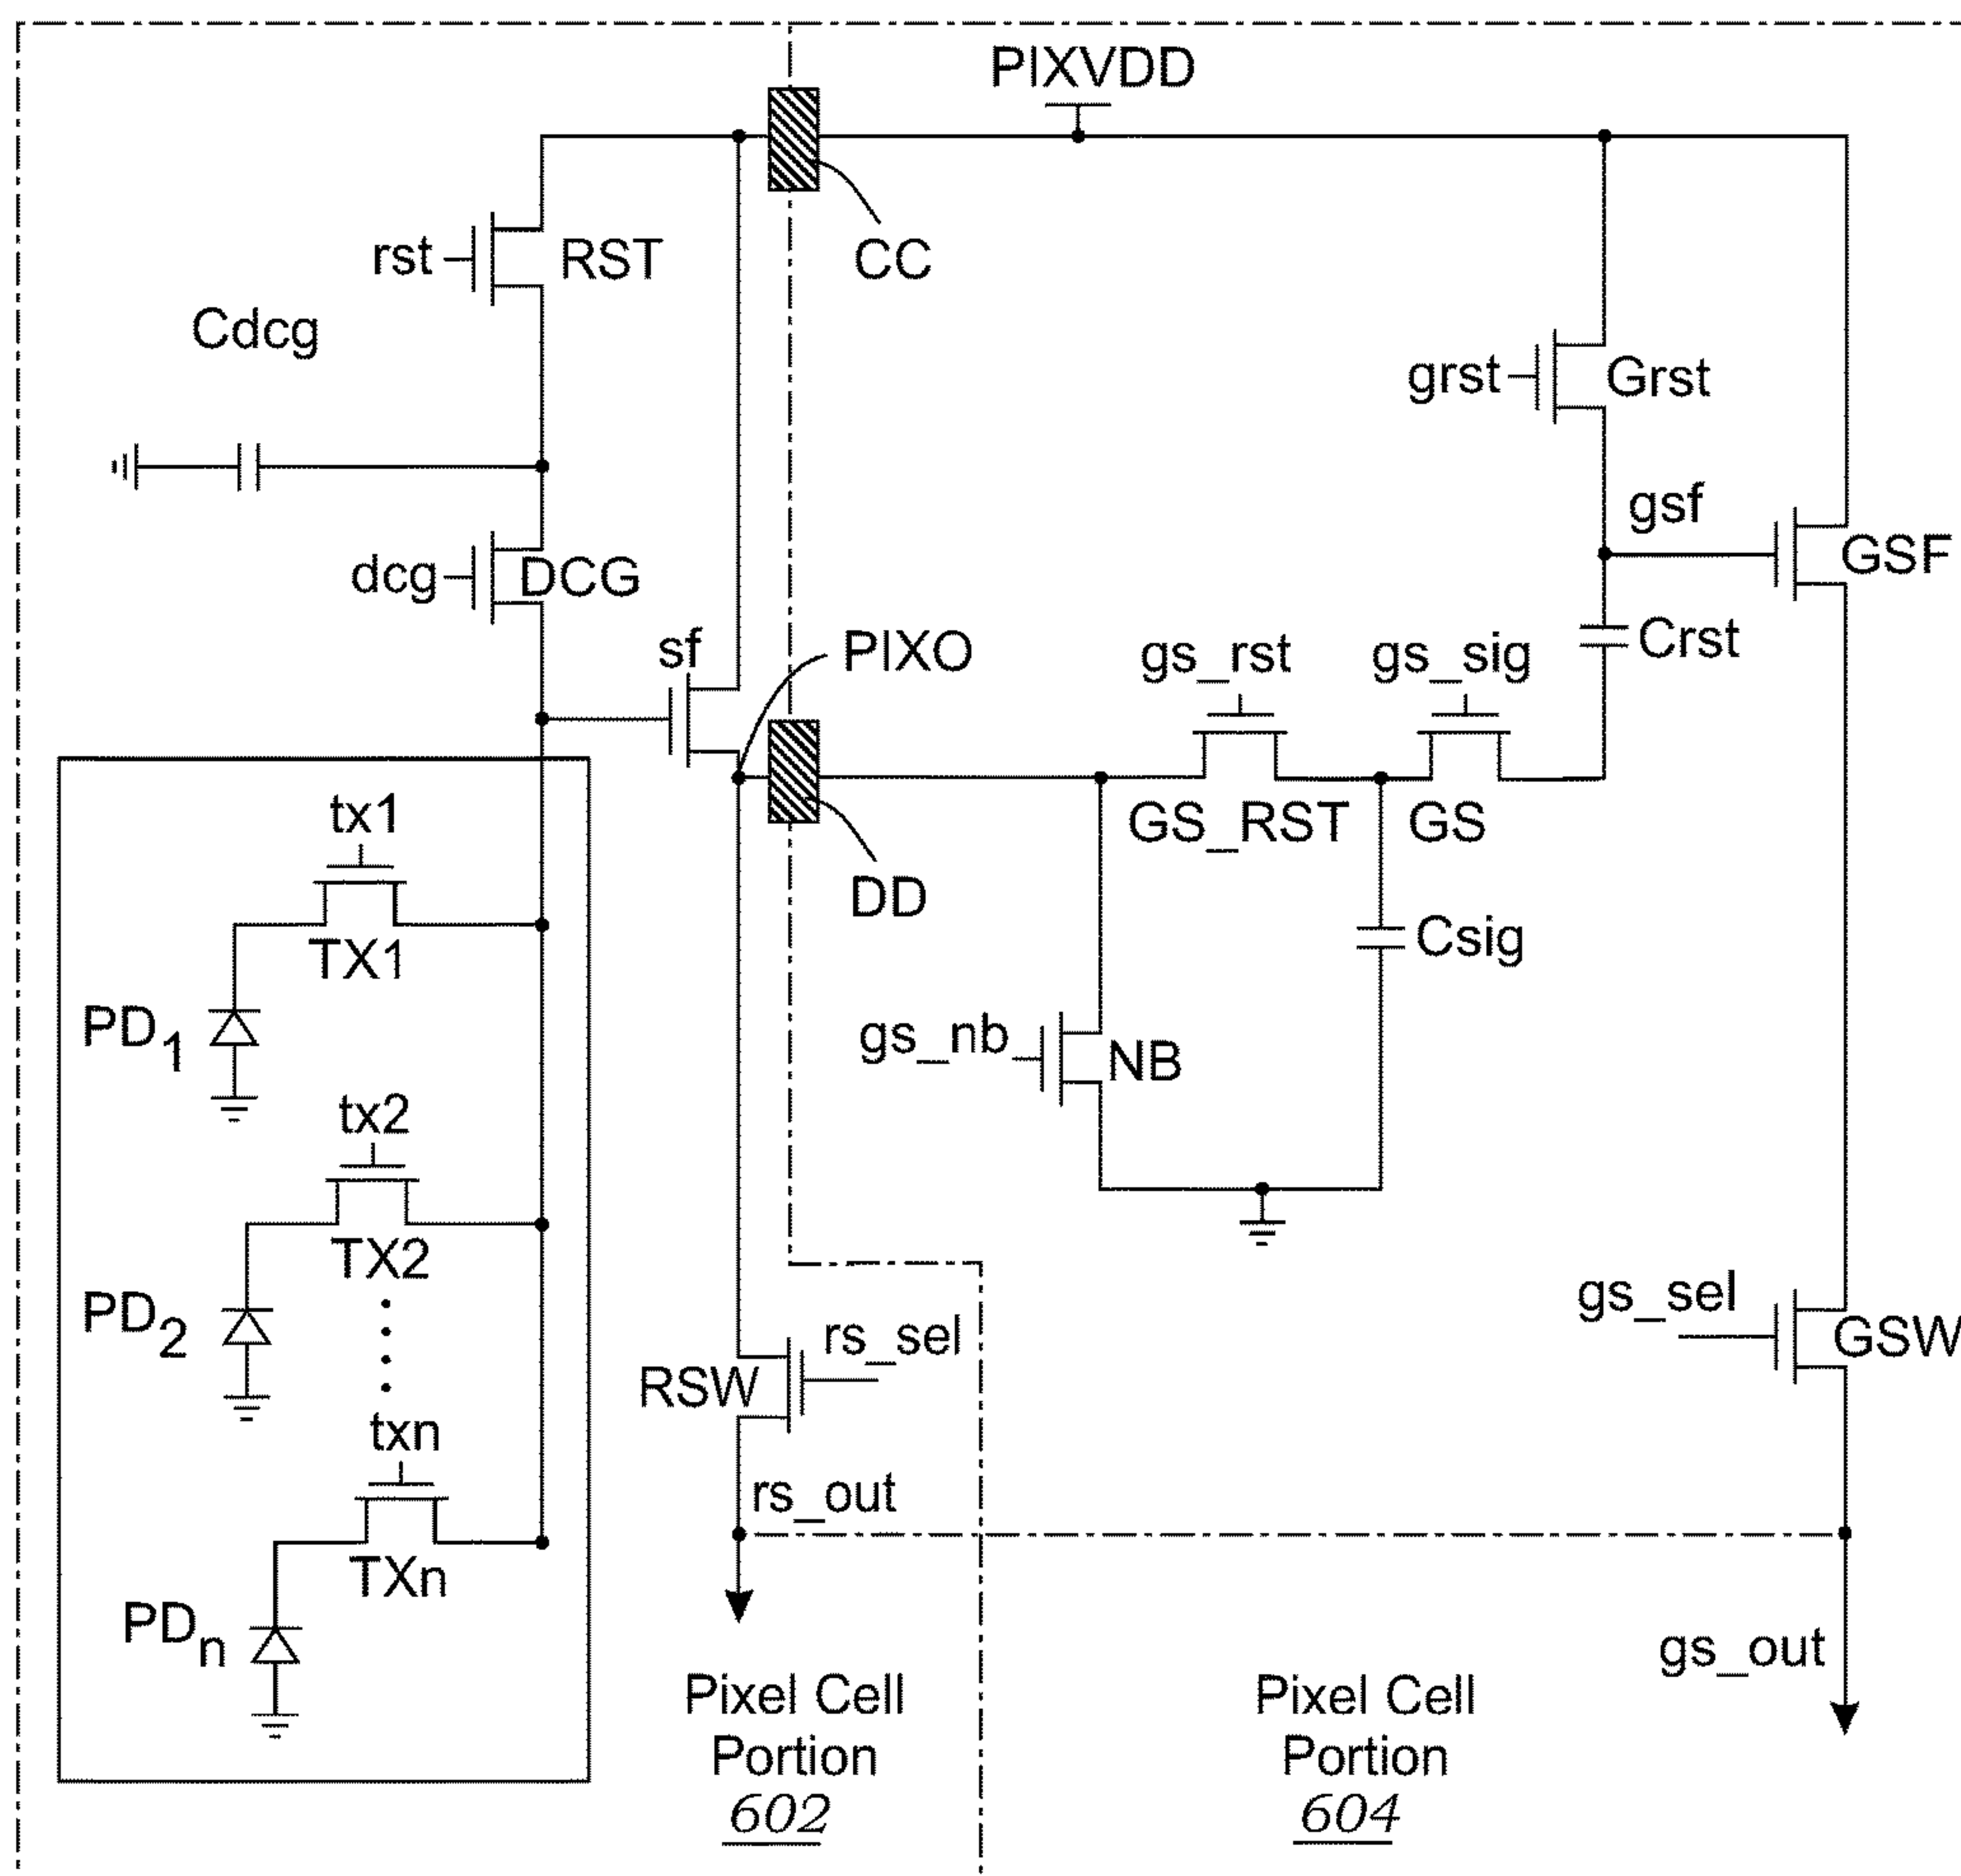 PIXVDD
rst
RST
CC
Cdcg
grst
Grst
gsf
GSF
dcg
DCG
sf
PIXO
gs_rst
gs_sig
Crst
tx1
GS_RST
GS
DD
TX1
Csig
PD1
gs_nb
NB
tx2
TX2
PD2
gs_sel
GSW
rs_sel
RSW
txn
rs_out
TXn
PDn
gs_out
Pixel Cell
Portion
602
Pixel Cell
Portion
604